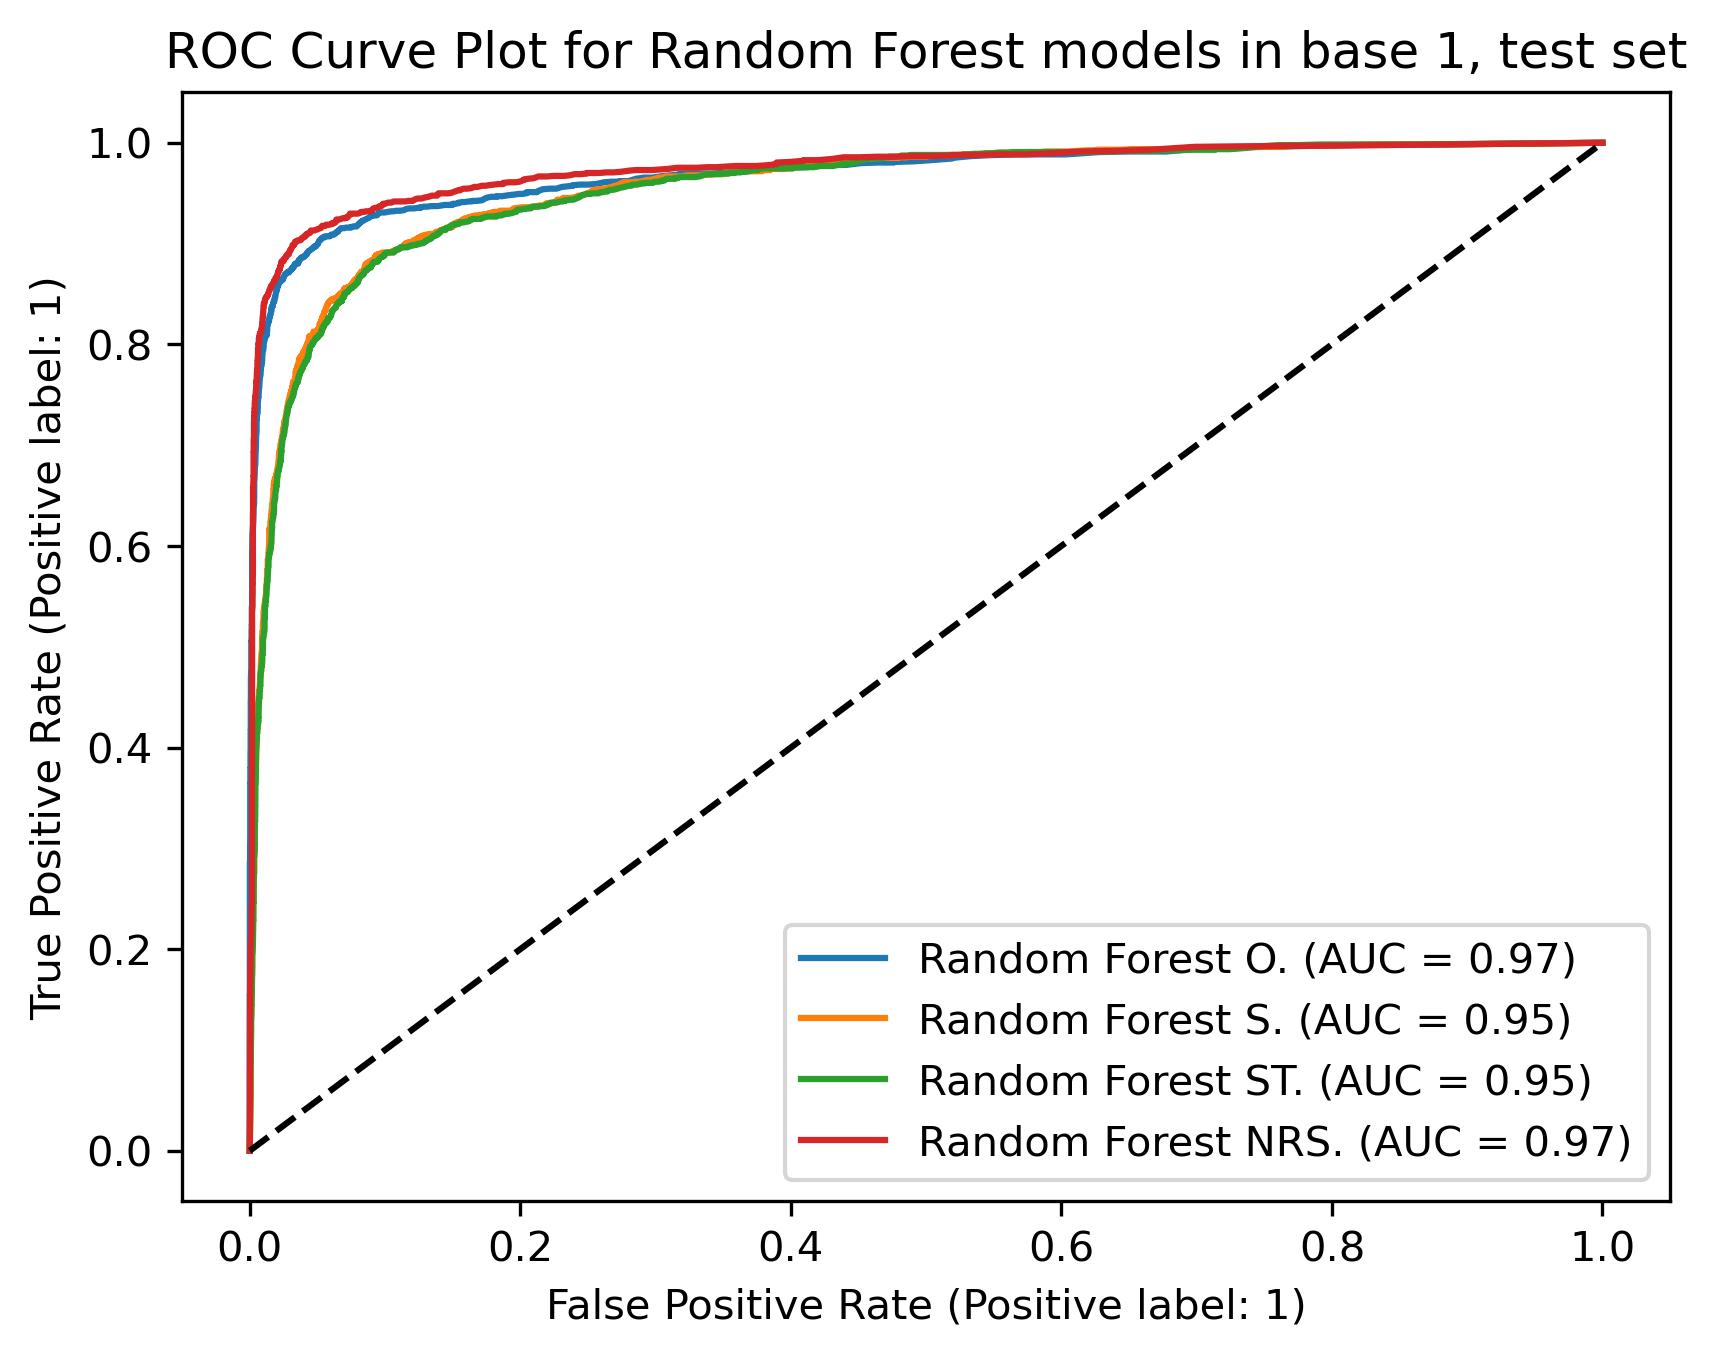 ROC Curve Plot for Random Forest models in base 1, test set
True Positive Rate (Positive label: 1)
1.0
0.8
0.6
0.4
0.2
0.0
Random Forest O. (AUC = 0.97)
Random Forest S. (AUC = 0.95)
Random Forest ST. (AUC = 0.95)
Random Forest NRS. (AUC = 0.97)
0.0 0.2 0.4 0.6 0.8 1.0
False Positive Rate (Positive label: 1)